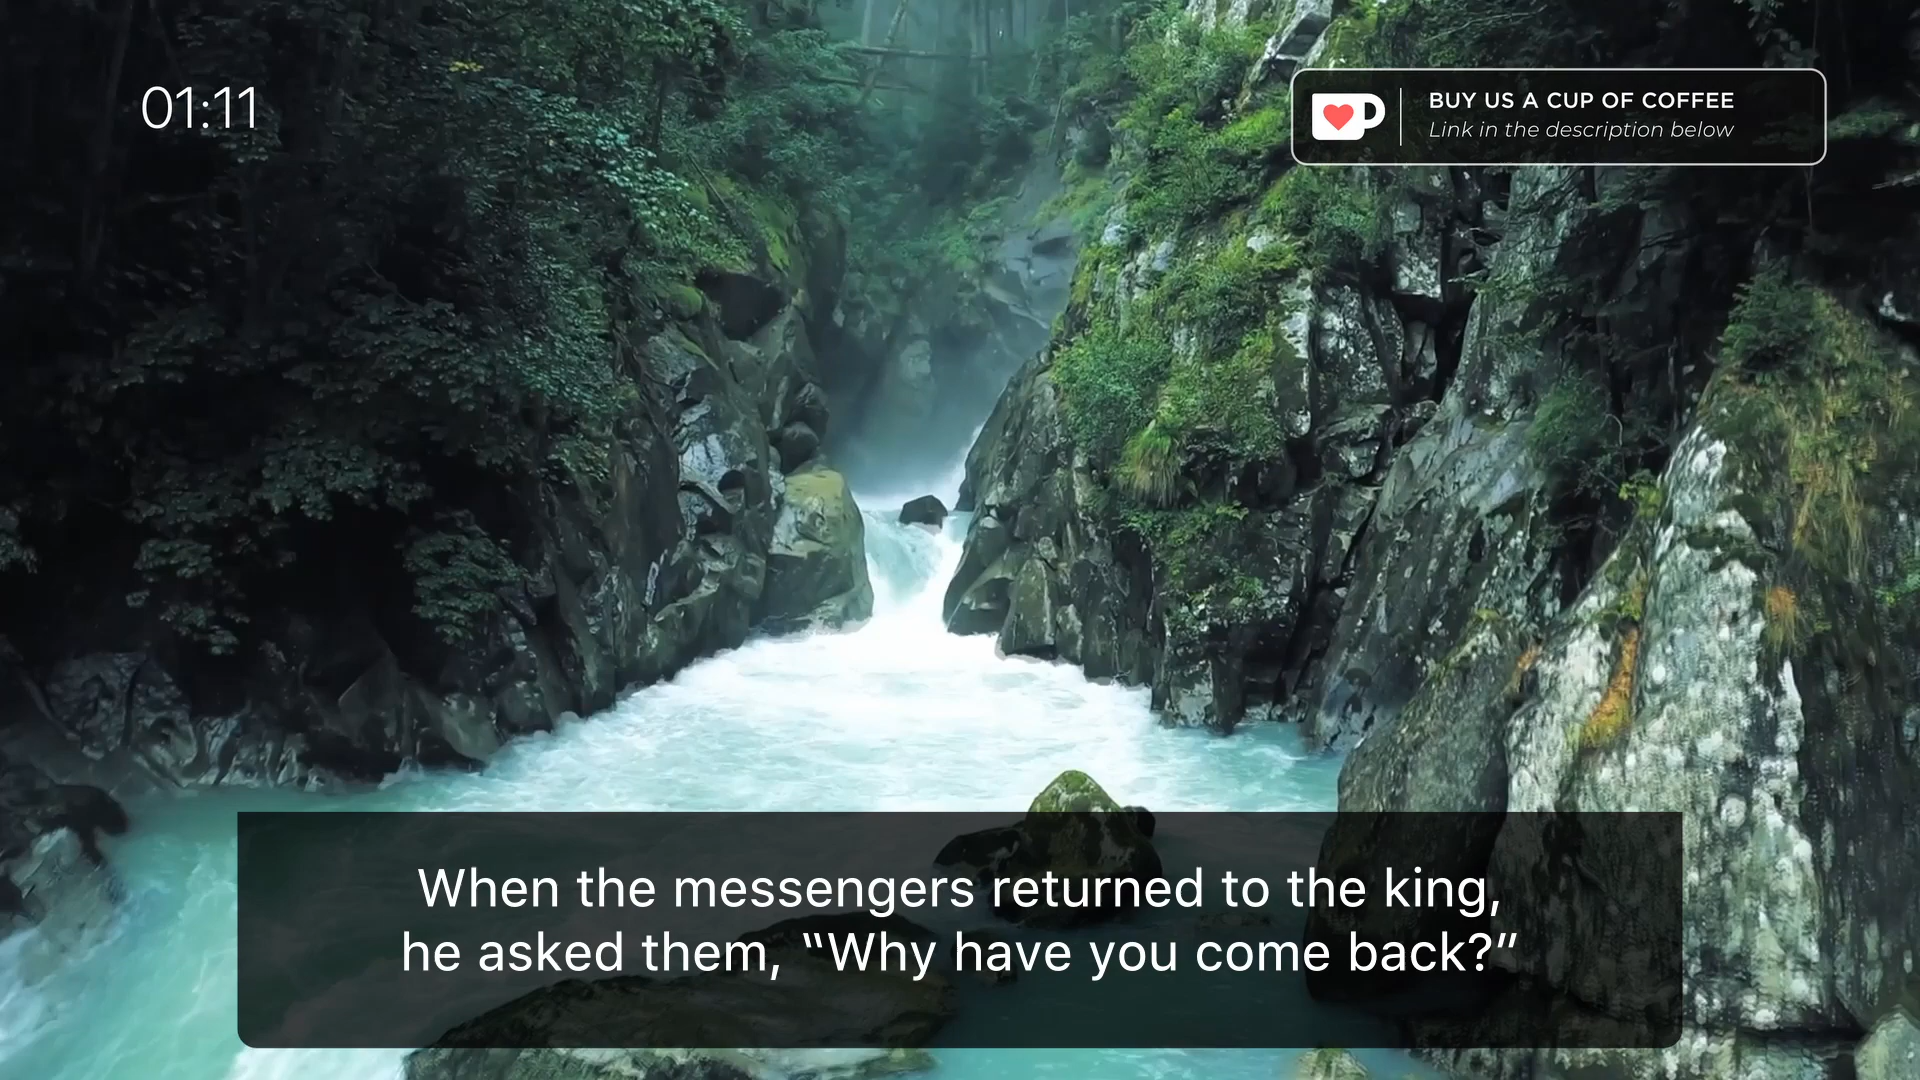 01:11
BUY US A CUP OF COFFEE
Link in the description below
When the messengers returned to the king,
he asked them, “Why have you come back?”